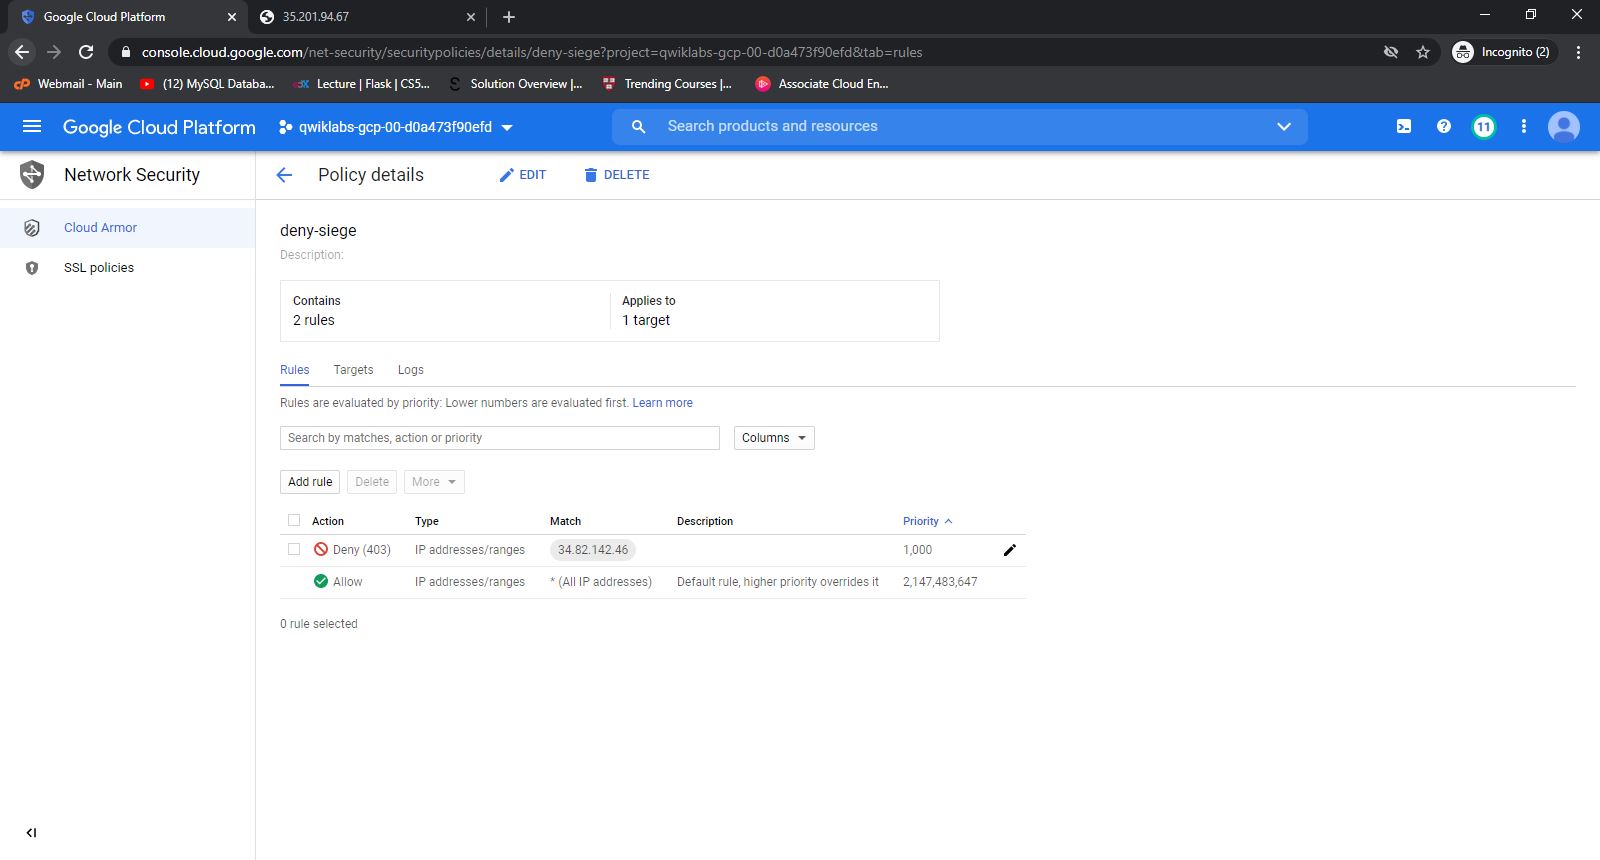 Google Cloud Platform
35.201.94.67
console.cloud.google.com/net-security/securitypolicies/details/deny-siege?project=qwiklabs-gcp-00-d0a473f90efd&tab=rules
Incognito (2)
Webmail - Main
(12) MySQL Databa...
Lecture | Flask | CS5...
Solution Overview |...
Trending Courses |...
Associate Cloud En...
Google Cloud Platform
qwiklabs-gcp-00-d0a473f90efd
Search products and resources
11
Network Security
Policy details
EDIT
DELETE
Cloud Armor
SSL policies
deny-siege
Description:
Contains
2 rules
Applies to
1 target
Rules Targets Logs
Rules are evaluated by priority: Lower numbers are evaluated first. Learn more
Search by matches, action or priority
Columns
Add rule Delete More
Action Type Match Description Priority
Deny (403) IP addresses/ranges 34.82.142.46 1,000
Allow IP addresses/ranges * (All IP addresses) Default rule, higher priority overrides it 2,147,483,647
0 rule selected